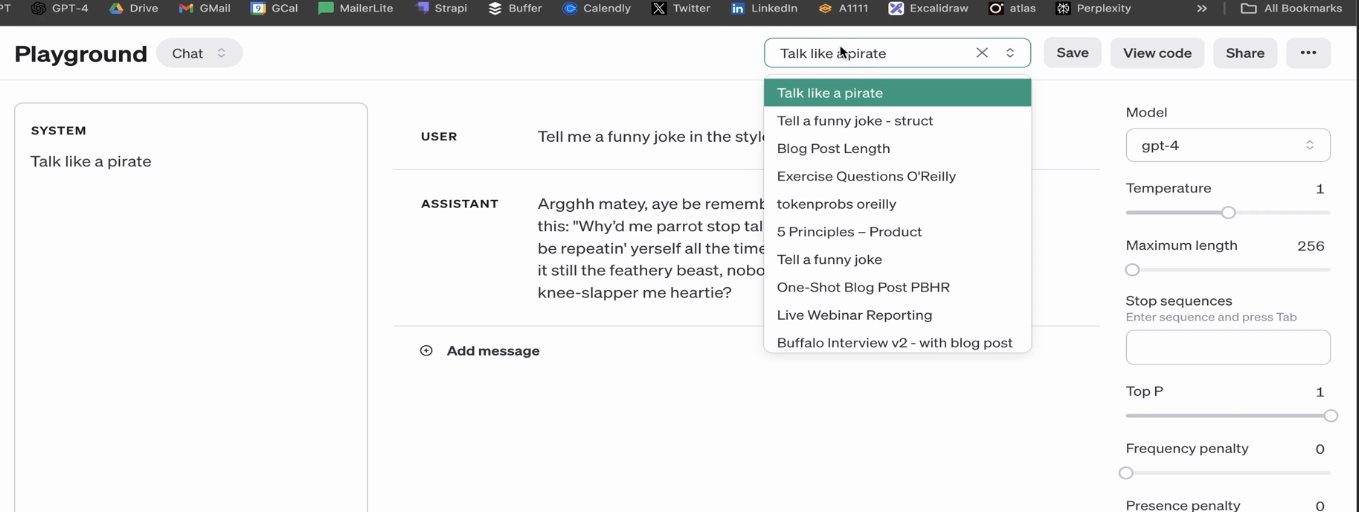 PT GPT-4 Drive GMail GCal MailerLite Strapi Buffer Calendly Twitter LinkedIn A1111 Excalidraw atlas Perplexity » All Bookmarks
Playground Chat Talk like a pirate Save View code Share
SYSTEM
Talk like a pirate
USER
Tell me a funny joke in the style
ASSISTANT
Argghh matey, aye be rememb
this: "Why'd me parrot stop tal
be repeatin' yerself all the time
it still the feathery beast, nobo
knee-slapper me heartie?
Add message
Talk like a pirate
Tell a funny joke - struct
Blog Post Length
Exercise Questions O'Reilly
tokenprobs oreilly
5 Principles – Product
Tell a funny joke
One-Shot Blog Post PBHR
Live Webinar Reporting
Buffalo Interview v2 - with blog post
Model
gpt-4
Temperature 1
Maximum length 256
Stop sequences
Enter sequence and press Tab
Top P 1
Frequency penalty 0
Presence penalty 0